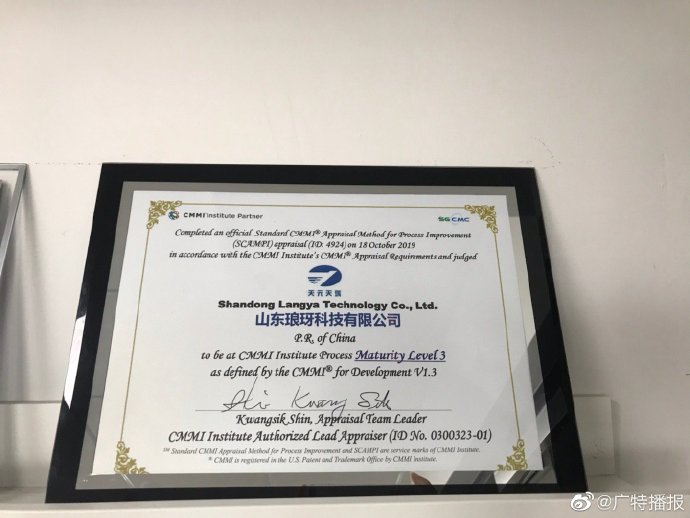 CMMI Institute Partner
SG CMC
Completed an official Standard CMMI® Appraisal Method for Process Improvement
(SCAMPI) appraisal (ID: 4924) on 18 October 2019
in accordance with the CMMI Institute's CMMI® Appraisal Requirements and judged
天元天瑞
Shandong Langya Technology Co., Ltd.
山东琅玡科技有限公司
P.R. of China
to be at CMMI Institute Process Maturity Level 3
as defined by the CMMI® for Development V1.3
Kwangsik Shin, Appraisal Team Leader
CMMI Institute Authorized Lead Appraiser (ID No. 0300323-01)
SM Standard CMMI Appraisal Method for Process Improvement and SCAMPI are service marks of CMMI Institute.
® CMMI is registered in the U.S. Patent and Trademark Office by CMMI institute.
@广特播报